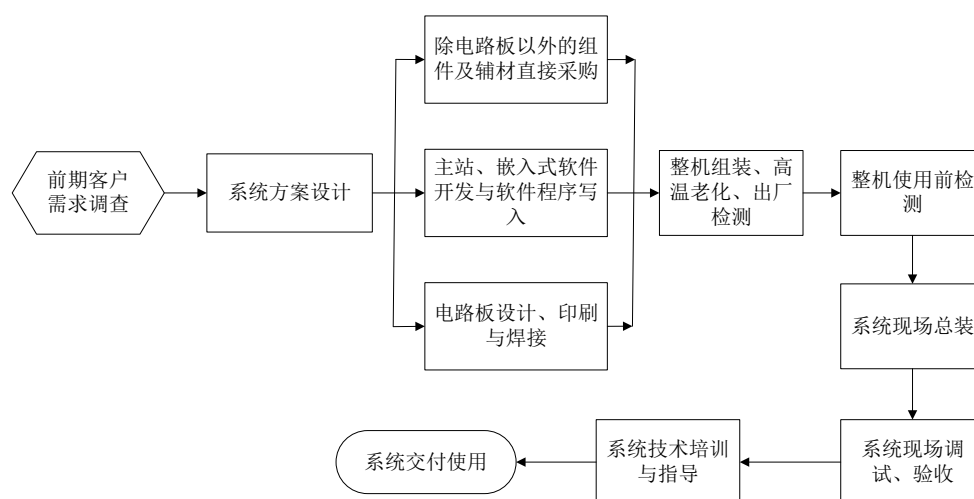 除电路板以外的组
件及辅材直接采购
前期客户
需求调查
系统方案设计
主站、嵌入式软件
开发与软件程序写
入
整机组装、高
温老化、出厂
检测
整机使用前检
测
电路板设计、印刷
与焊接
系统现场总装
系统现场调
试、验收
系统技术培训
与指导
系统交付使用